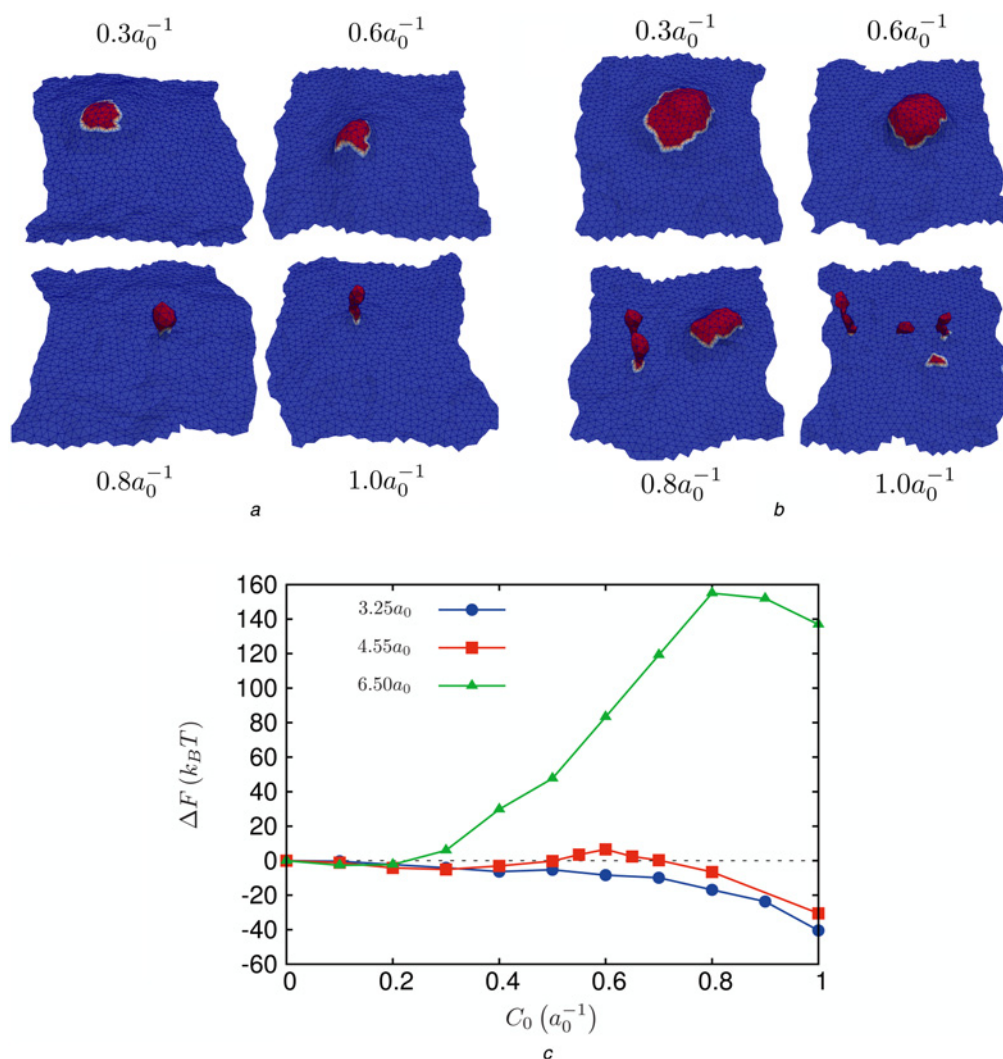 0.3a₀⁻¹ 0.6a₀⁻¹ 0.3a₀⁻¹ 0.6a₀⁻¹
0.8a₀⁻¹ 1.0a₀⁻¹ 0.8a₀⁻¹ 1.0a₀⁻¹
a b
160
140
120
100
80
60
40
20
0
-20
-40
-60
3.25a₀
4.55a₀
6.50a₀
ΔF (k_BT)
0 0.2 0.4 0.6 0.8 1
C₀ (a₀⁻¹)
c